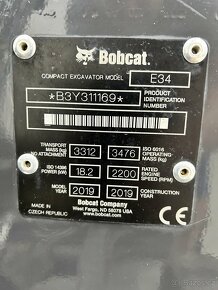 Bobcat.
COMPACT EXCAVATOR MODEL E34
*B3Y311169* PRODUCT IDENTIFICATION NUMBER
TRANSPORT MASS (kg) NO ATTACHMENT 3312 3476 ISO 6016 OPERATING MASS (kg)
ISO 14396 POWER (kW) 18.2 2200 RATED ENGINE SPEED (RPM)
MODEL YEAR 2019 2019 CONSTRUCTION YEAR
MADE IN CZECH REPUBLIC
Bobcat Company
West Fargo, ND 58078 USA
www.bobcat.com
CE